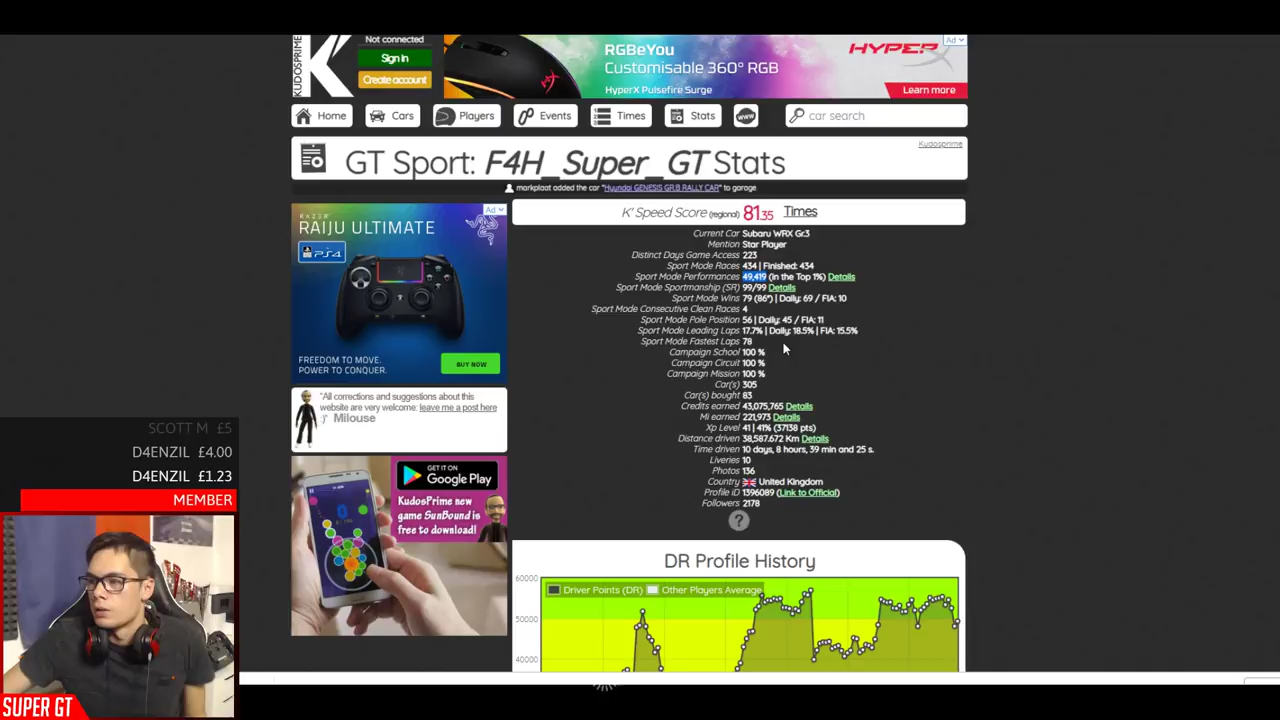 Not connected
Sign In
Create account
KUDOSPRIME
RGBeYou
Customisable 360° RGB
HyperX Pulsefire Surge
HYPERX
Ad
Learn more
Home
Cars
Players
Events
Times
Stats
www
car search
GT Sport: F4H_Super_GT Stats
Kudosprime
markplaat added the car "Hyundai GENESIS GR.B RALLY CAR" to garage
RAZER
RAIJU ULTIMATE
PS4
Ad
FREEDOM TO MOVE.
POWER TO CONQUER.
BUY NOW
K' Speed Score (regional) 81.35 Times
Current Car Subaru WRX Gr.3
Mention Star Player
Distinct Days Game Access 223
Sport Mode Races 434 | Finished: 434
Sport Mode Performances 49,419 (in the Top 1%) Details
Sport Mode Sportmanship (SR) 99/99 Details
Sport Mode Wins 79 (86*) | Daily: 69 / FIA: 10
Sport Mode Consecutive Clean Races 4
Sport Mode Pole Position 56 | Daily: 45 / FIA: 11
Sport Mode Leading Laps 17.7% | Daily: 18.5% | FIA: 15.5%
Sport Mode Fastest Laps 78
Campaign School 100 %
Campaign Circuit 100 %
Campaign Mission 100 %
Car(s) 305
Car(s) bought 83
Credits earned 43,075,765 Details
Mi earned 221,973 Details
Xp Level 41 | 41% (37138 pts)
Distance driven 38,587.672 Km Details
Time driven 10 days, 8 hours, 39 min and 25 s.
Liveries 10
Photos 136
Country United Kingdom
Profile ID 1396089 (Link to Official)
Followers 2178
?
"All corrections and suggestions about this
website are very welcome: leave me a post here
:)" Milouse
GET IT ON
Google Play
KudosPrime new
game SunBound is
free to download!
DR Profile History
Driver Points (DR) Other Players Average
60000
50000
40000
SCOTT M £5
D4ENZIL £4.00
D4ENZIL £1.23
MEMBER
SUPER GT